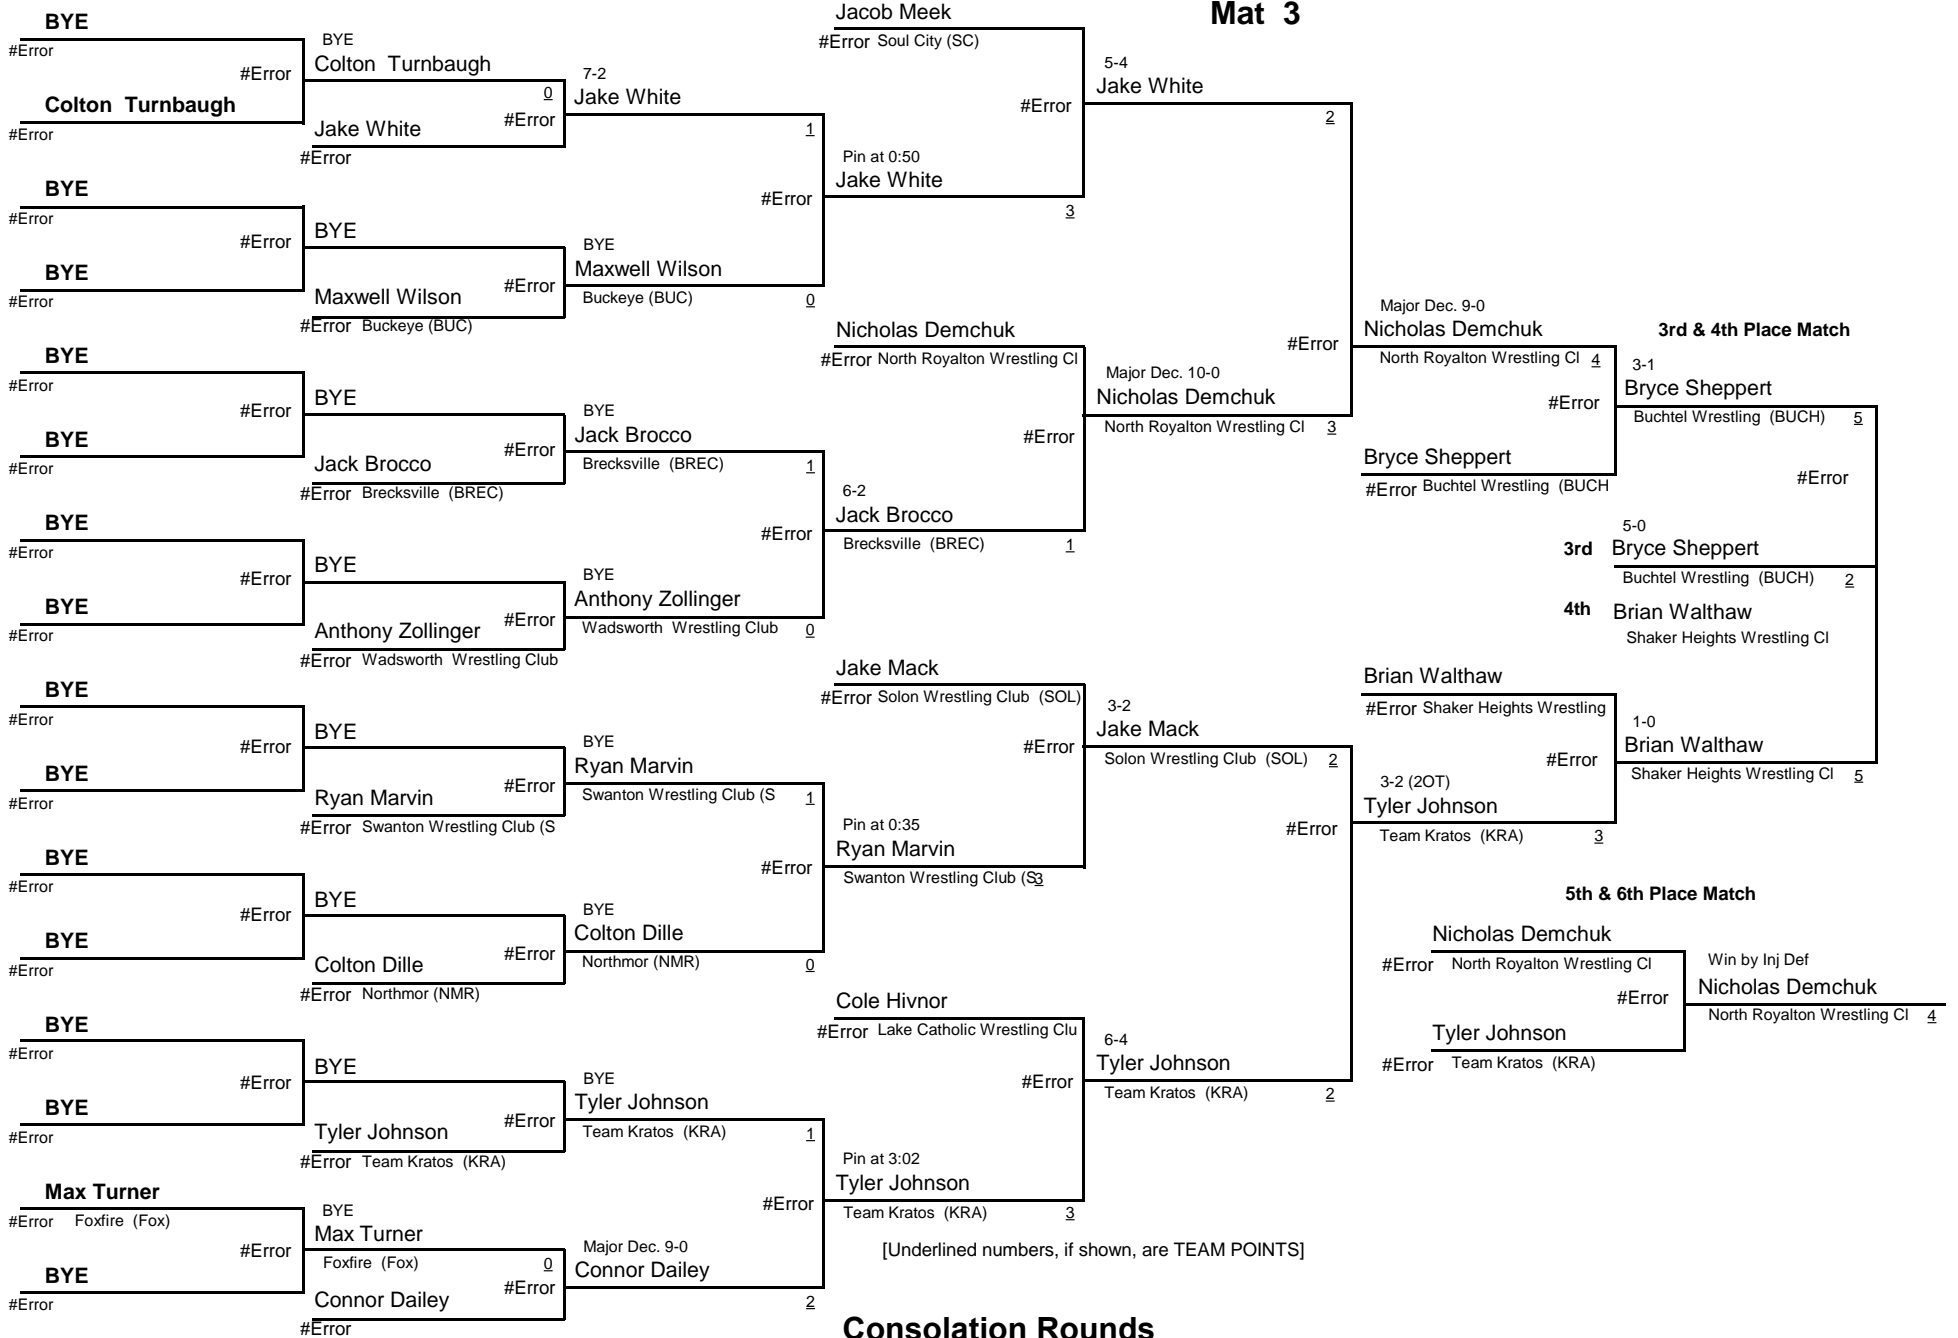 Mat 3
BYE
#Error
#Error
Colton Turnbaugh
#Error
BYE
#Error
#Error
BYE
#Error
BYE
#Error
#Error
BYE
#Error
BYE
#Error
#Error
BYE
#Error
BYE
#Error
#Error
BYE
#Error
BYE
#Error
#Error
BYE
#Error
BYE
#Error
#Error
BYE
#Error
Max Turner
#Error Foxfire (Fox)
#Error
BYE
#Error
BYE
Colton Turnbaugh
0
#Error
Jake White
#Error
BYE
#Error
Maxwell Wilson
#Error Buckeye (BUC)
BYE
#Error
Jack Brocco
#Error Brecksville (BREC)
BYE
#Error
Anthony Zollinger
#Error Wadsworth Wrestling Club
BYE
#Error
Ryan Marvin
#Error Swanton Wrestling Club (S
BYE
#Error
Colton Dille
#Error Northmor (NMR)
BYE
#Error
Tyler Johnson
#Error Team Kratos (KRA)
BYE
Max Turner
Foxfire (Fox) 0
#Error
Connor Dailey
#Error
7-2
Jake White
1
#Error
BYE
Maxwell Wilson
Buckeye (BUC) 0
BYE
Jack Brocco
Brecksville (BREC) 1
#Error
BYE
Anthony Zollinger
Wadsworth Wrestling Club 0
BYE
Ryan Marvin
Swanton Wrestling Club (S 1
#Error
BYE
Colton Dille
Northmor (NMR) 0
BYE
Tyler Johnson
Team Kratos (KRA) 1
#Error
Major Dec. 9-0
Connor Dailey
2
Jacob Meek
#Error Soul City (SC)
#Error
Pin at 0:50
Jake White
3
Nicholas Demchuk
#Error North Royalton Wrestling Cl
#Error
6-2
Jack Brocco
Brecksville (BREC) 1
Jake Mack
#Error Solon Wrestling Club (SOL)
#Error
Pin at 0:35
Ryan Marvin
Swanton Wrestling Club (S 3
Cole Hivnor
#Error Lake Catholic Wrestling Clu
#Error
Pin at 3:02
Tyler Johnson
Team Kratos (KRA) 3
5-4
Jake White
2
#Error
Major Dec. 10-0
Nicholas Demchuk
North Royalton Wrestling Cl 3
3-2
Jake Mack
Solon Wrestling Club (SOL) 2
#Error
6-4
Tyler Johnson
Team Kratos (KRA) 2
Major Dec. 9-0
Nicholas Demchuk
North Royalton Wrestling Cl 4
#Error
Bryce Sheppert
#Error Buchtel Wrestling (BUCH
Brian Walthaw
#Error Shaker Heights Wrestling
#Error
3-2 (2OT)
Tyler Johnson
Team Kratos (KRA) 3
3rd & 4th Place Match
3-1
Bryce Sheppert
Buchtel Wrestling (BUCH) 5
#Error
5-0
3rd Bryce Sheppert
Buchtel Wrestling (BUCH) 2
4th Brian Walthaw
Shaker Heights Wrestling Cl
1-0
Brian Walthaw
Shaker Heights Wrestling Cl 5
5th & 6th Place Match
Nicholas Demchuk
#Error North Royalton Wrestling Cl
#Error
Tyler Johnson
#Error Team Kratos (KRA)
Win by Inj Def
Nicholas Demchuk
North Royalton Wrestling Cl 4
[Underlined numbers, if shown, are TEAM POINTS]
Consolation Rounds